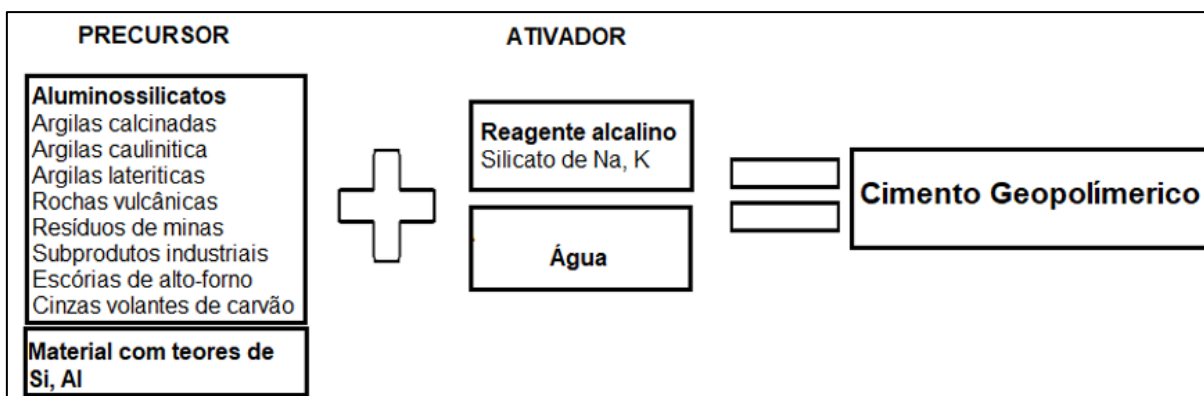 PRECURSOR
Aluminossilicatos
Argilas calcinadas
Argilas caulinitica
Argilas lateriticas
Rochas vulcânicas
Resíduos de minas
Subprodutos industriais
Escórias de alto-forno
Cinzas volantes de carvão
Material com teores de
Si, Al
ATIVADOR
Reagente alcalino
Silicato de Na, K
Água
Cimento Geopolímerico